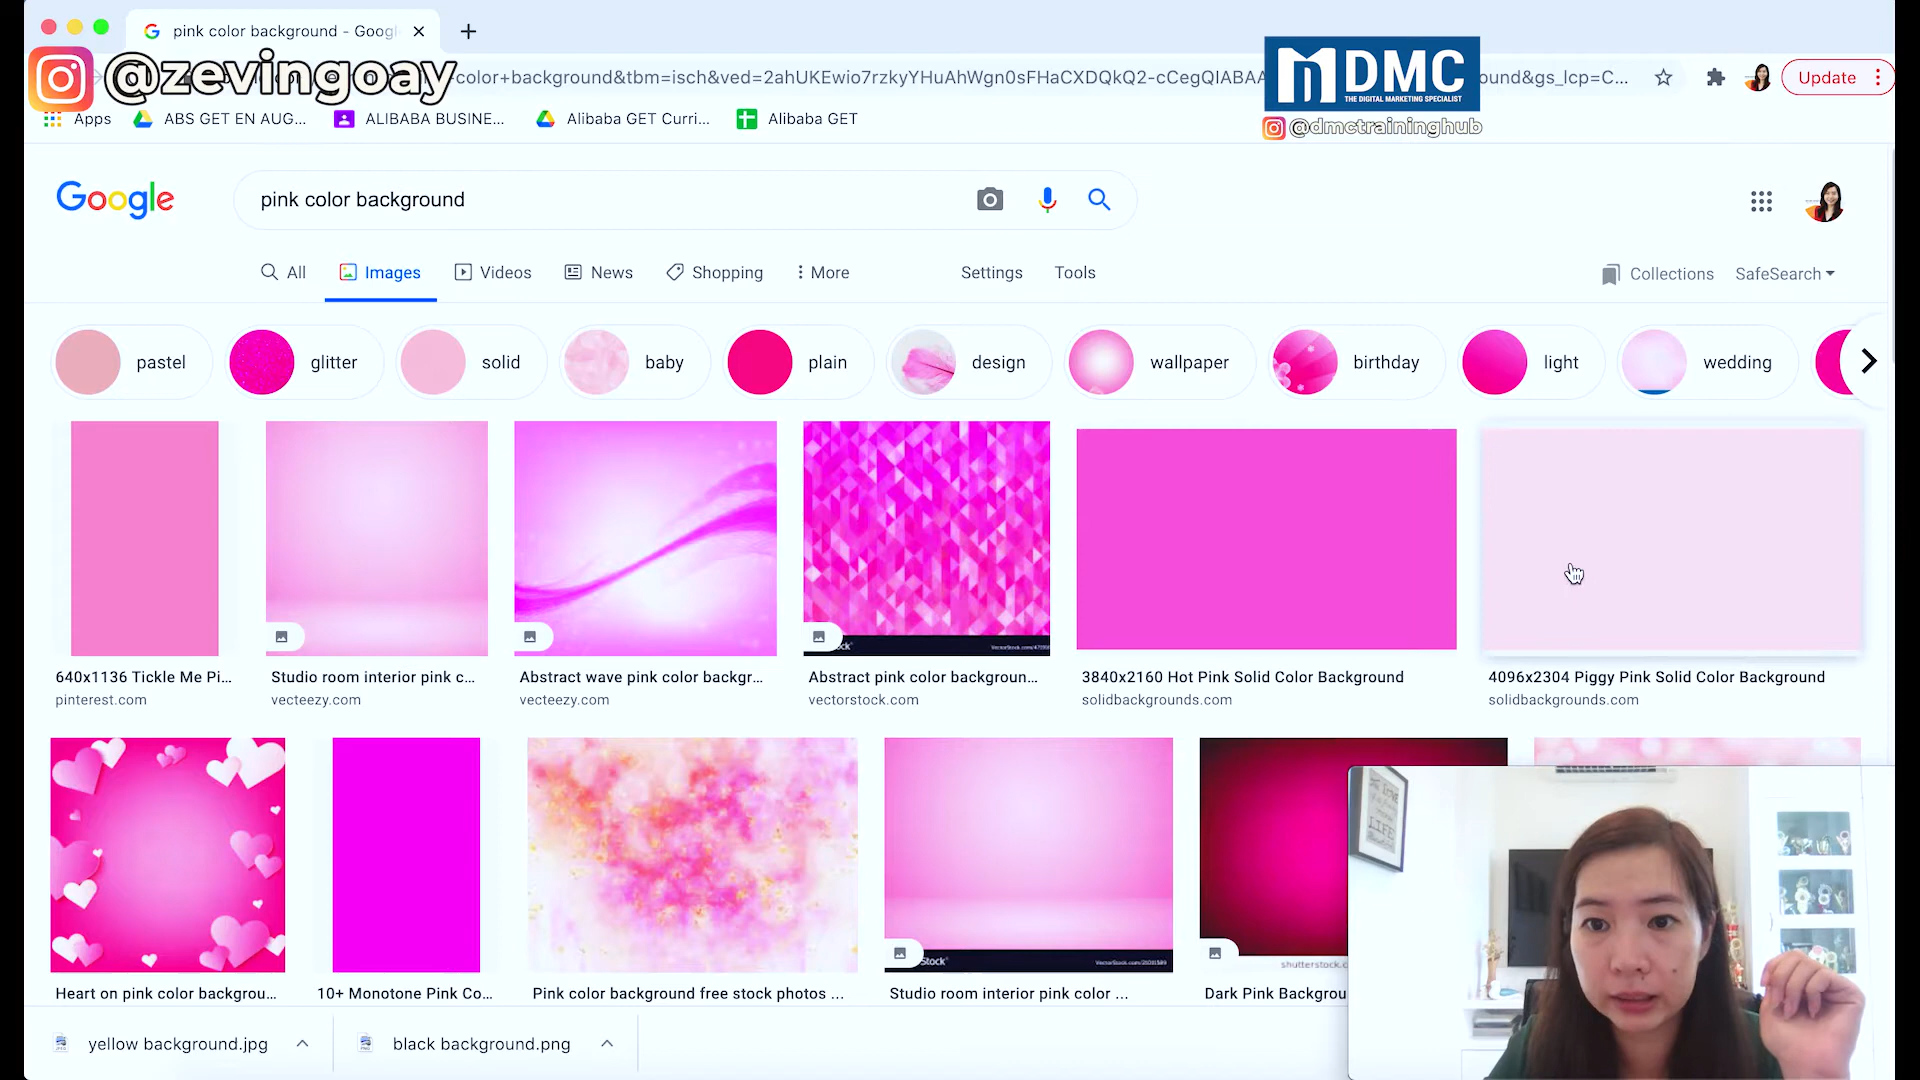 pink color background - Googl
@zevingoay
color+background&tbm=isch&ved=2ahUKEwio7rzkyYHuAhWgn0sFHaCXDQkQ2-cCegQIABAA
ound&gs_lcp=C...
Update
DMC
THE DIGITAL MARKETING SPECIALIST
@dmctraininghub
Apps
ABS GET EN AUG...
ALIBABA BUSINE...
Alibaba GET Curri...
Alibaba GET
Google
pink color background
All
Images
Videos
News
Shopping
More
Settings
Tools
Collections
SafeSearch
pastel
glitter
solid
baby
plain
design
wallpaper
birthday
light
wedding
640x1136 Tickle Me Pi...
pinterest.com
Studio room interior pink c...
vecteezy.com
Abstract wave pink color backgr...
vecteezy.com
Abstract pink color backgroun...
vectorstock.com
3840x2160 Hot Pink Solid Color Background
solidbackgrounds.com
4096x2304 Piggy Pink Solid Color Background
solidbackgrounds.com
Heart on pink color backgrou...
10+ Monotone Pink Co...
Pink color background free stock photos ...
Studio room interior pink color ...
shutterstock.c
Dark Pink Backgrou
LIFE
yellow background.jpg
black background.png